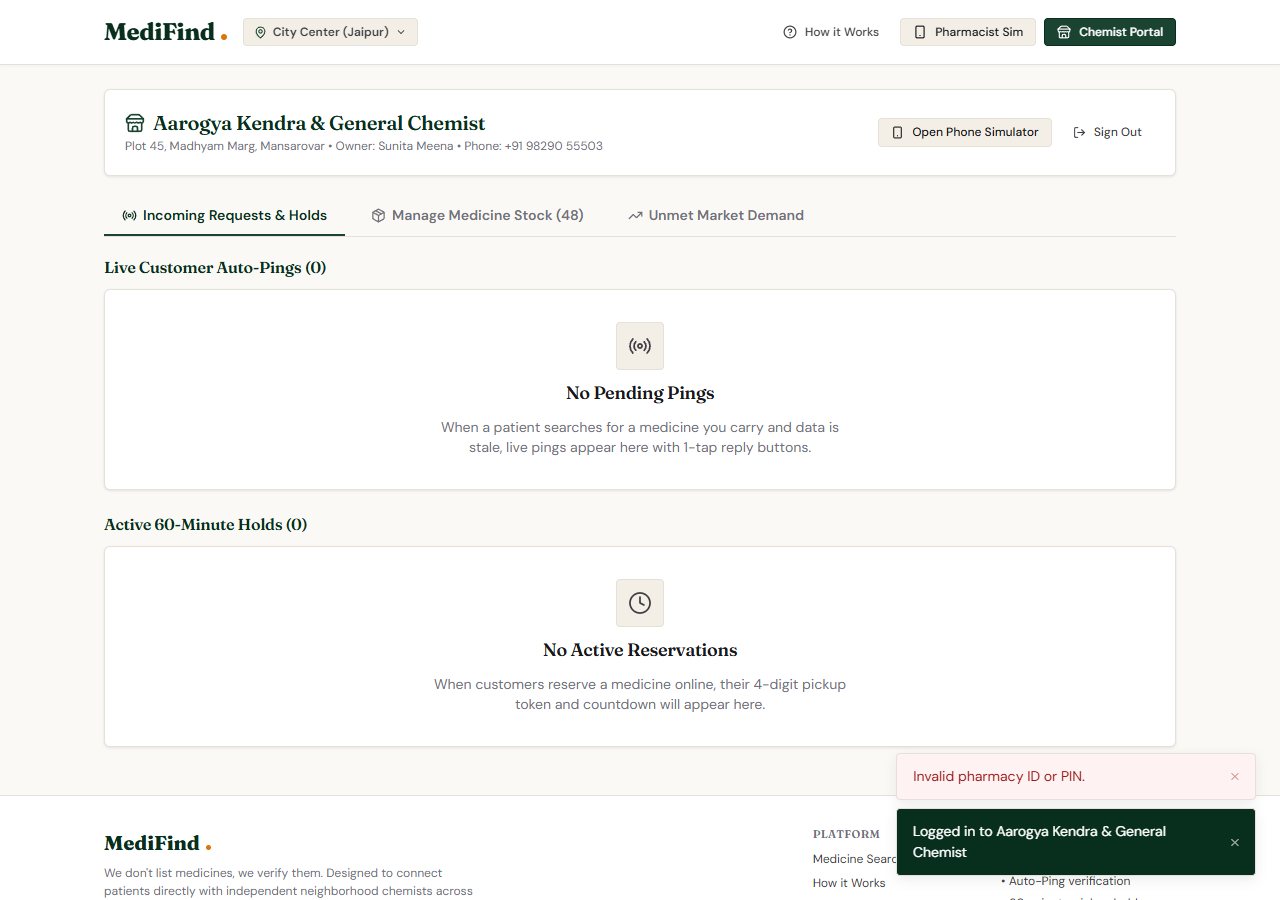 MediFind
City Center (Jaipur)
How it Works
Pharmacist Sim
Chemist Portal
Aarogya Kendra & General Chemist
Plot 45, Madhyam Marg, Mansarovar • Owner: Sunita Meena • Phone: +91 98290 55503
Open Phone Simulator
Sign Out
Incoming Requests & Holds
Manage Medicine Stock (48)
Unmet Market Demand
Live Customer Auto-Pings (0)
No Pending Pings
When a patient searches for a medicine you carry and data is
stale, live pings appear here with 1-tap reply buttons.
Active 60-Minute Holds (0)
No Active Reservations
When customers reserve a medicine online, their 4-digit pickup
token and countdown will appear here.
Invalid pharmacy ID or PIN.
Logged in to Aarogya Kendra & General
Chemist
MediFind
We don't list medicines, we verify them. Designed to connect
patients directly with independent neighborhood chemists across
PLATFORM
Medicine Searc
How it Works
• Auto-Ping verification